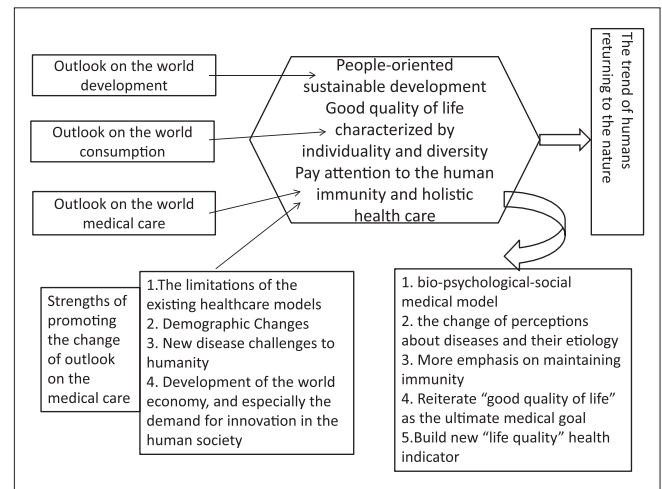 Outlook on the world
development
Outlook on the world
consumption
Outlook on the world
medical care
People-oriented
sustainable development
Good quality of life
characterized by
individuality and diversity
Pay attention to the human
immunity and holistic
health care
The trend of humans
returning to the nature
Strengths of
promoting
the change
of outlook
on the
medical care
1.The limitations of the
existing healthcare models
2. Demographic Changes
3. New disease challenges to
humanity
4. Development of the world
economy, and especially the
demand for innovation in the
human society
1. bio-psychological-social
medical model
2. the change of perceptions
about diseases and their etiology
3. More emphasis on maintaining
immunity
4. Reiterate “good quality of life”
as the ultimate medical goal
5.Build new “life quality” health
indicator